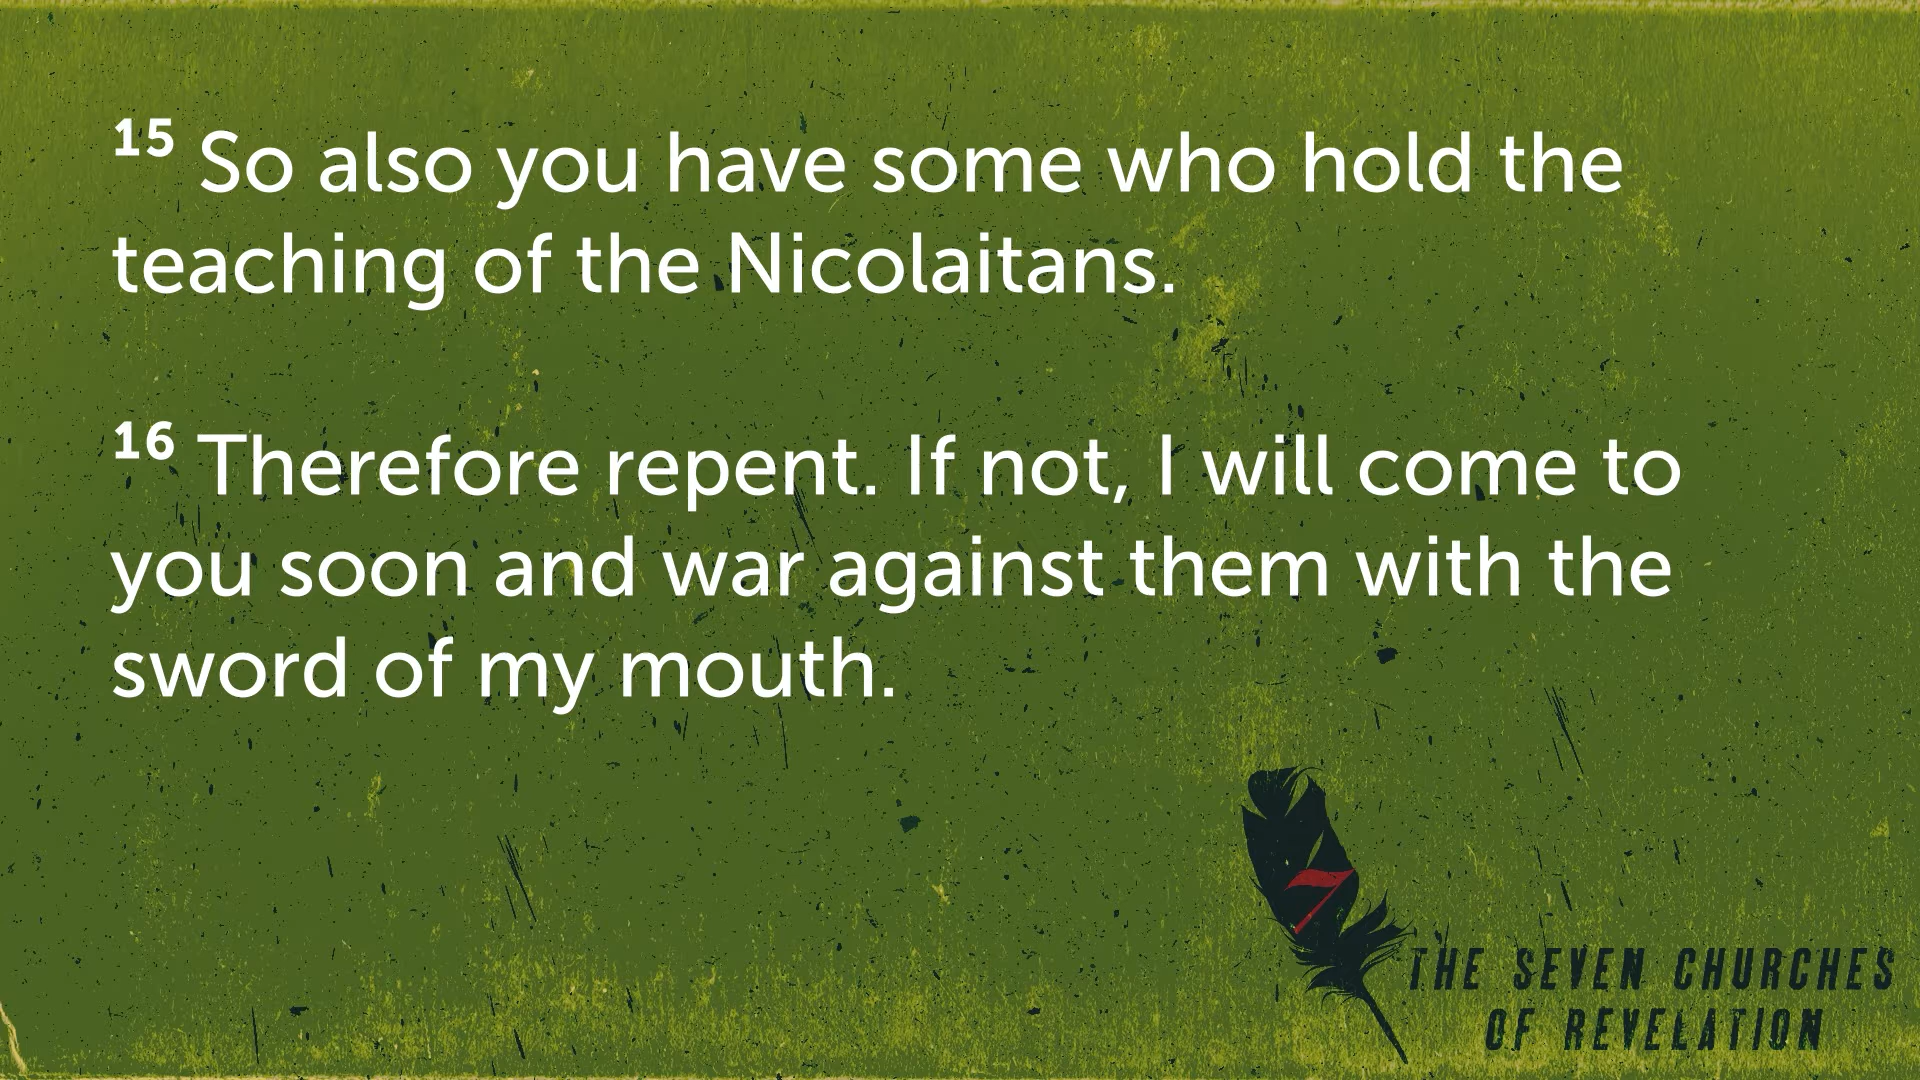 15 So also you have some who hold the
teaching of the Nicolaitans.
16 Therefore repent. If not, I will come to
you soon and war against them with the
sword of my mouth.
7
THE SEVEN CHURCHES
OF REVELATION